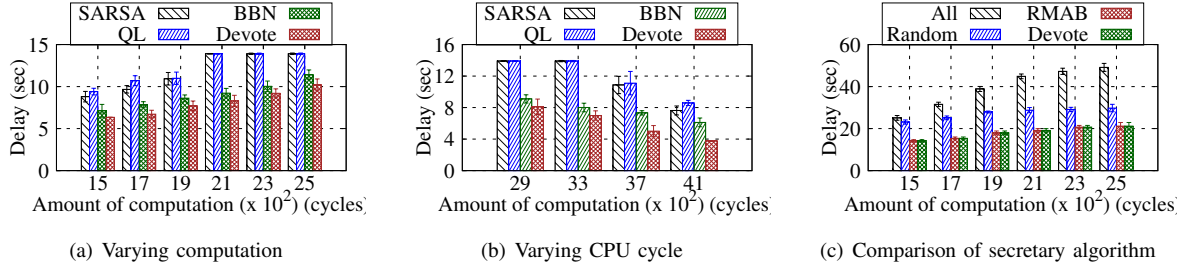 SARSA BBN
QL Devote
Delay (sec)
15
10
5
0
15 17 19 21 23 25
Amount of computation (x 10²) (cycles)
(a) Varying computation
SARSA BBN
QL Devote
Delay (sec)
16
12
8
4
0
29 33 37 41
Amount of computation (x 10²) (cycles)
(b) Varying CPU cycle
All RMAB
Random Devote
Delay (sec)
60
40
20
0
15 17 19 21 23 25
Amount of computation (x 10²) (cycles)
(c) Comparison of secretary algorithm